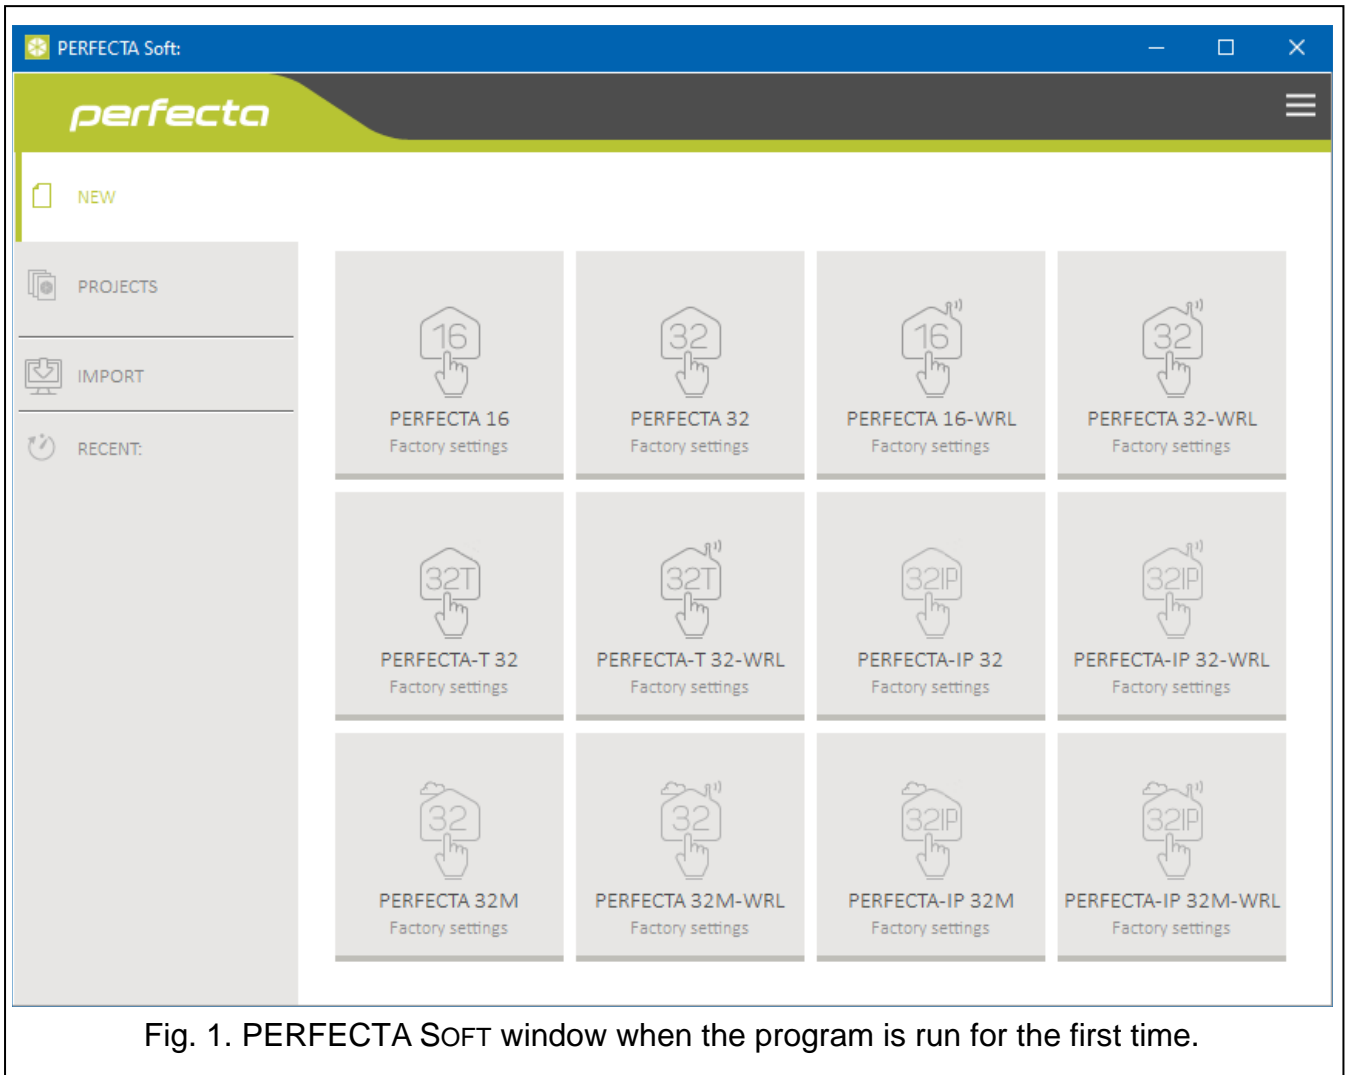 PERFECTA Soft:
perfecta
NEW
PROJECTS
IMPORT
RECENT:
16
PERFECTA 16
Factory settings
32
PERFECTA 32
Factory settings
16
PERFECTA 16-WRL
Factory settings
32
PERFECTA 32-WRL
Factory settings
32T
PERFECTA-T 32
Factory settings
32T
PERFECTA-T 32-WRL
Factory settings
32IP
PERFECTA-IP 32
Factory settings
32IP
PERFECTA-IP 32-WRL
Factory settings
32
PERFECTA 32M
Factory settings
32
PERFECTA 32M-WRL
Factory settings
32IP
PERFECTA-IP 32M
Factory settings
32IP
PERFECTA-IP 32M-WRL
Factory settings
Fig. 1. PERFECTA SOFT window when the program is run for the first time.